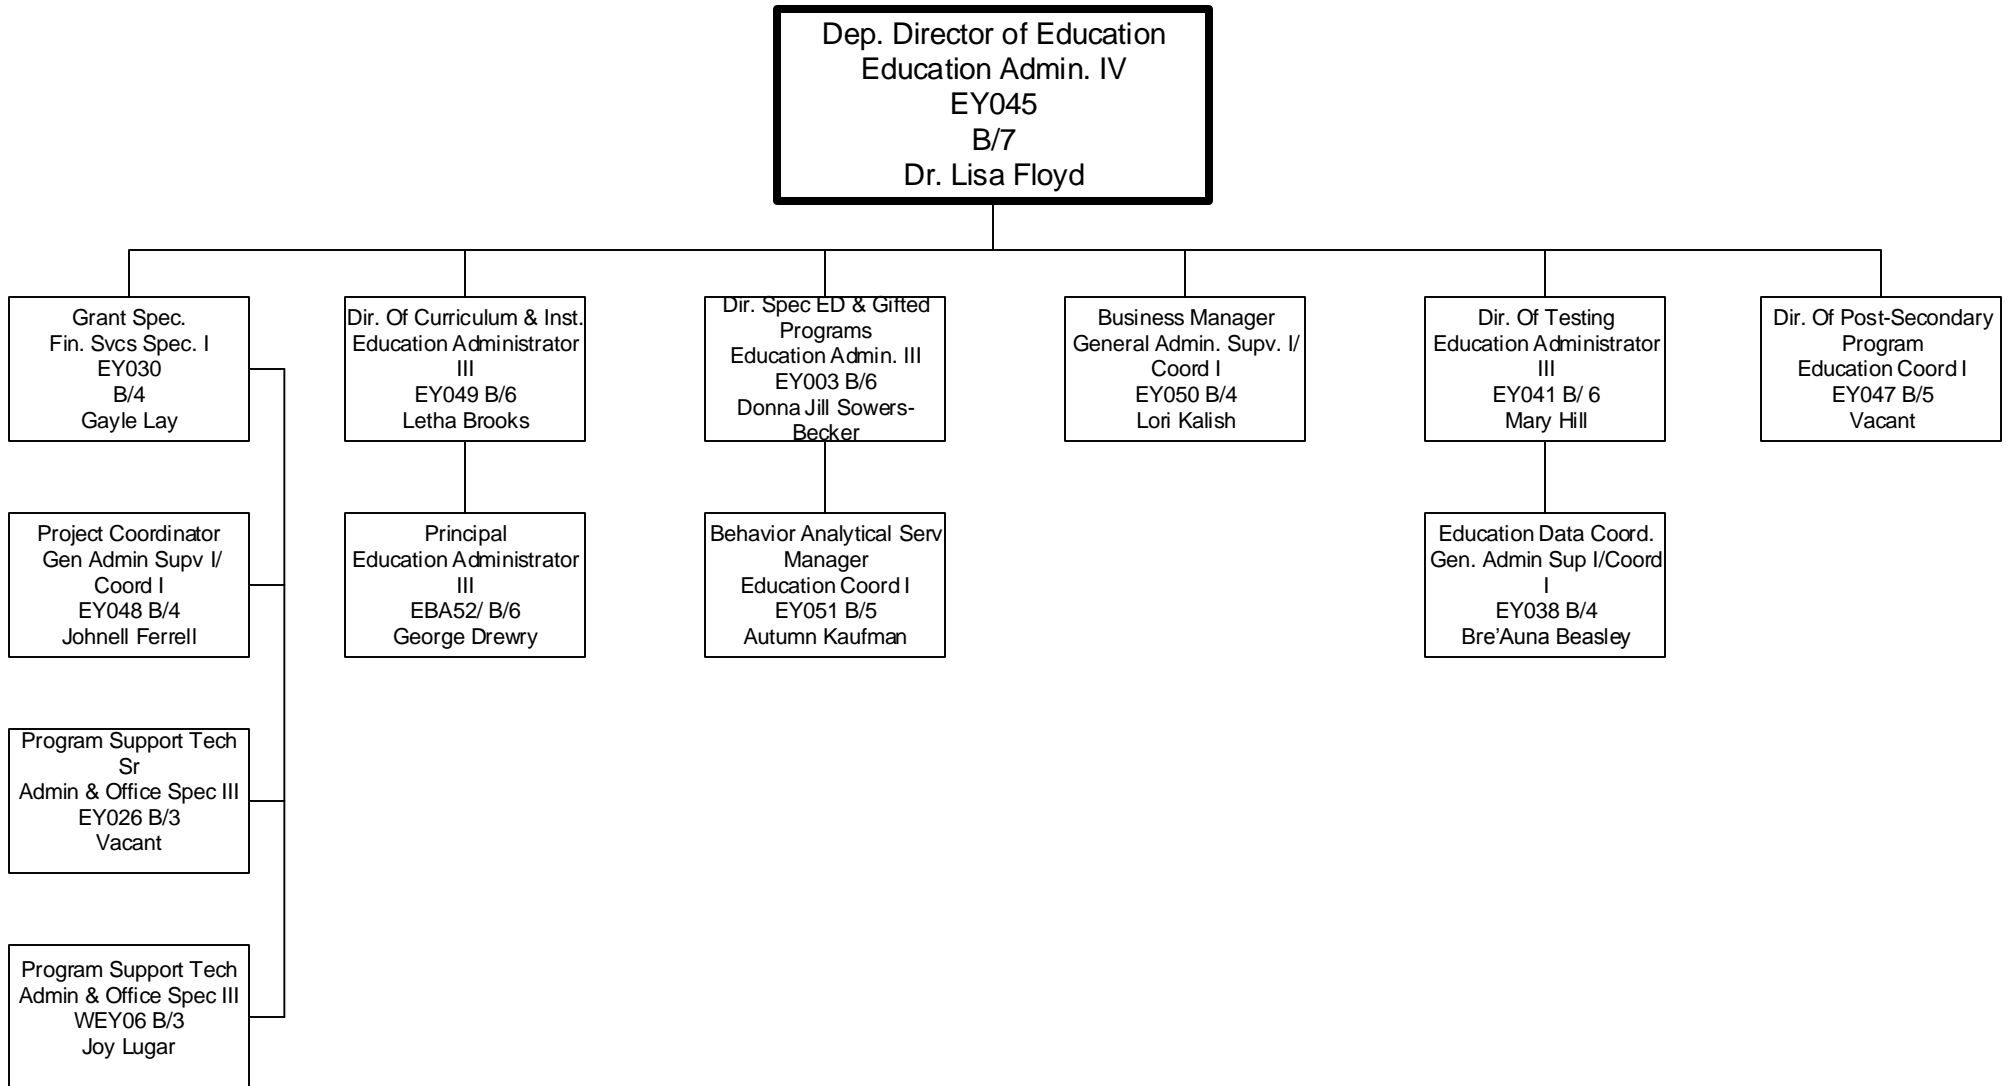 Dep. Director of Education
Education Admin. IV
EY045
B/7
Dr. Lisa Floyd
Grant Spec.
Fin. Svcs Spec. I
EY030
B/4
Gayle Lay
Dir. Of Curriculum & Inst.
Education Administrator
III
EY049 B/6
Letha Brooks
Dir. Spec ED & Gifted
Programs
Education Admin. III
EY003 B/6
Donna Jill Sowers-
Becker
Business Manager
General Admin. Supv. I/
Coord I
EY050 B/4
Lori Kalish
Dir. Of Testing
Education Administrator
III
EY041 B/ 6
Mary Hill
Dir. Of Post-Secondary
Program
Education Coord I
EY047 B/5
Vacant
Project Coordinator
Gen Admin Supv I/
Coord I
EY048 B/4
Johnell Ferrell
Principal
Education Administrator
III
EBA52/ B/6
George Drewry
Behavior Analytical Serv
Manager
Education Coord I
EY051 B/5
Autumn Kaufman
Education Data Coord.
Gen. Admin Sup I/Coord
I
EY038 B/4
Bre’Auna Beasley
Program Support Tech
Sr
Admin & Office Spec III
EY026 B/3
Vacant
Program Support Tech
Admin & Office Spec III
WEY06 B/3
Joy Lugar